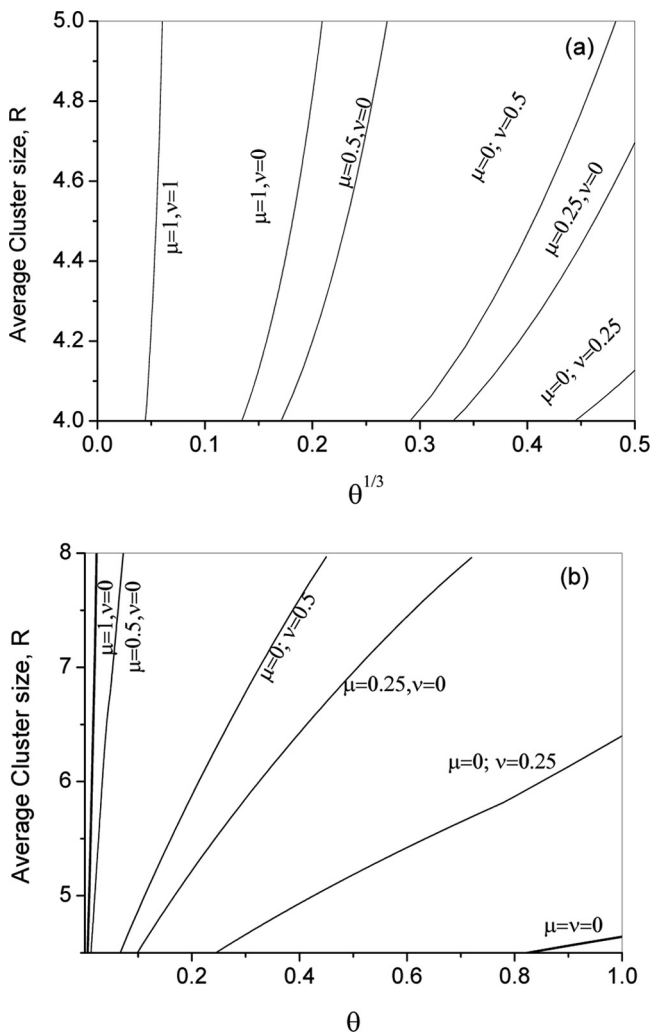 (a)
5.0
4.8
4.6
4.4
4.2
4.0
Average Cluster size, R
μ=1,ν=1
μ=1,ν=0
μ=0.5,ν=0
μ=0; ν=0.5
μ=0.25,ν=0
μ=0; ν=0.25
0.0 0.1 0.2 0.3 0.4 0.5
θ^1/3
(b)
8
7
6
5
Average Cluster size, R
μ=1,ν=0
μ=0.5,ν=0
μ=0; ν=0.5
μ=0.25,ν=0
μ=0; ν=0.25
μ=ν=0
0.2 0.4 0.6 0.8 1.0
θ